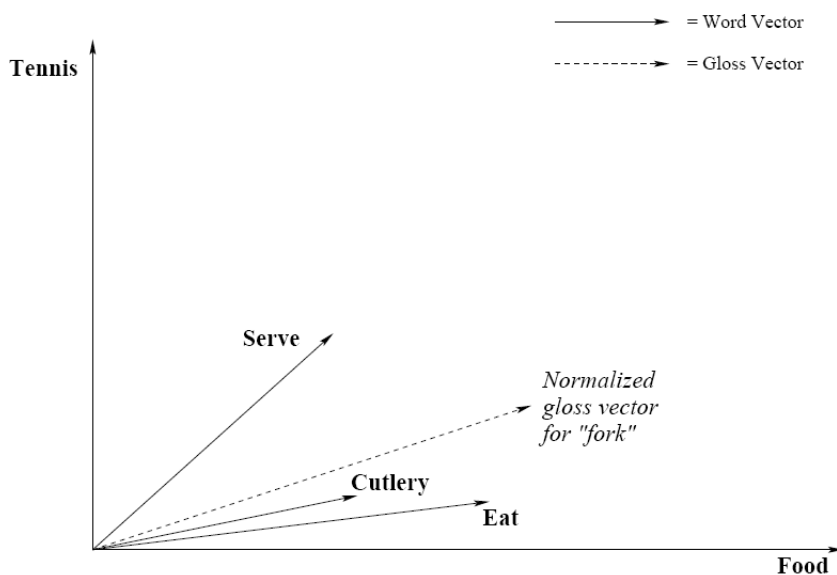 = Word Vector
= Gloss Vector
Tennis
Serve
Normalized
gloss vector
for "fork"
Cutlery
Eat
Food